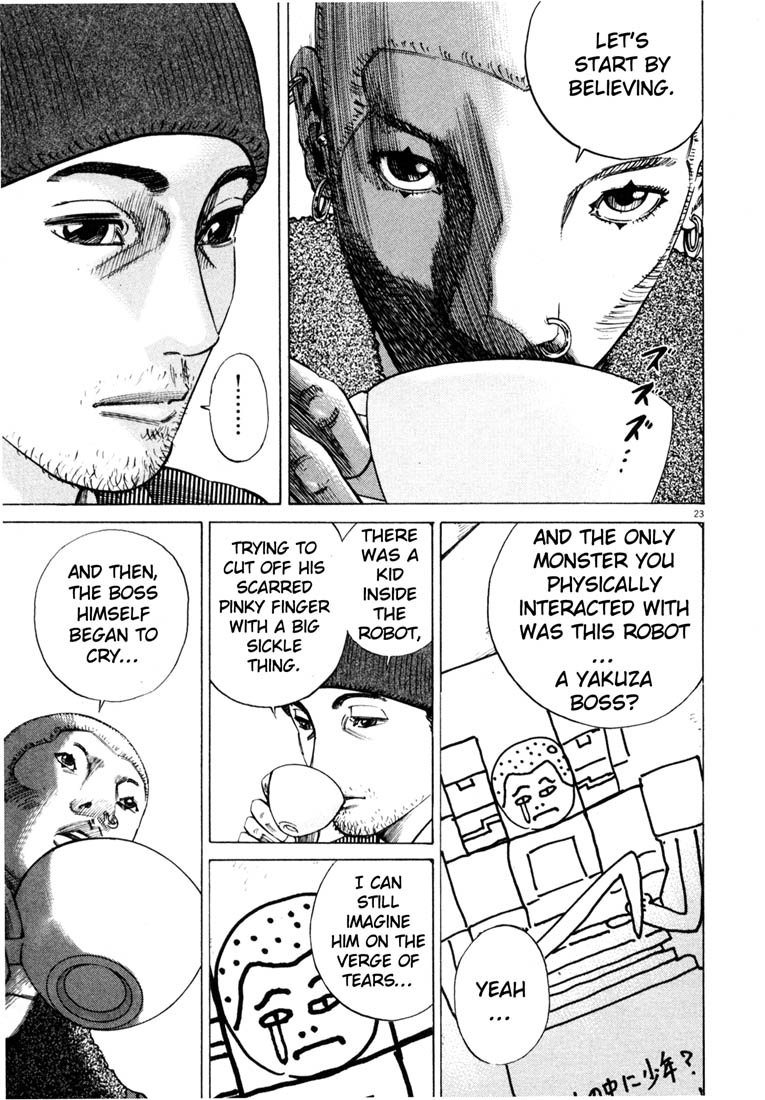 LET'S
START BY
BELIEVING.
ズズズ…
!……
23
AND THE ONLY
MONSTER YOU
PHYSICALLY
INTERACTED WITH
WAS THIS ROBOT
...
A YAKUZA
BOSS?
YEAH
...
の中に少年?
THERE
WAS A
KID
INSIDE
THE
ROBOT,
TRYING TO
CUT OFF HIS
SCARRED
PINKY FINGER
WITH A BIG
SICKLE
THING.
I CAN
STILL
IMAGINE
HIM ON THE
VERGE OF
TEARS...
AND THEN,
THE BOSS
HIMSELF
BEGAN TO
CRY...